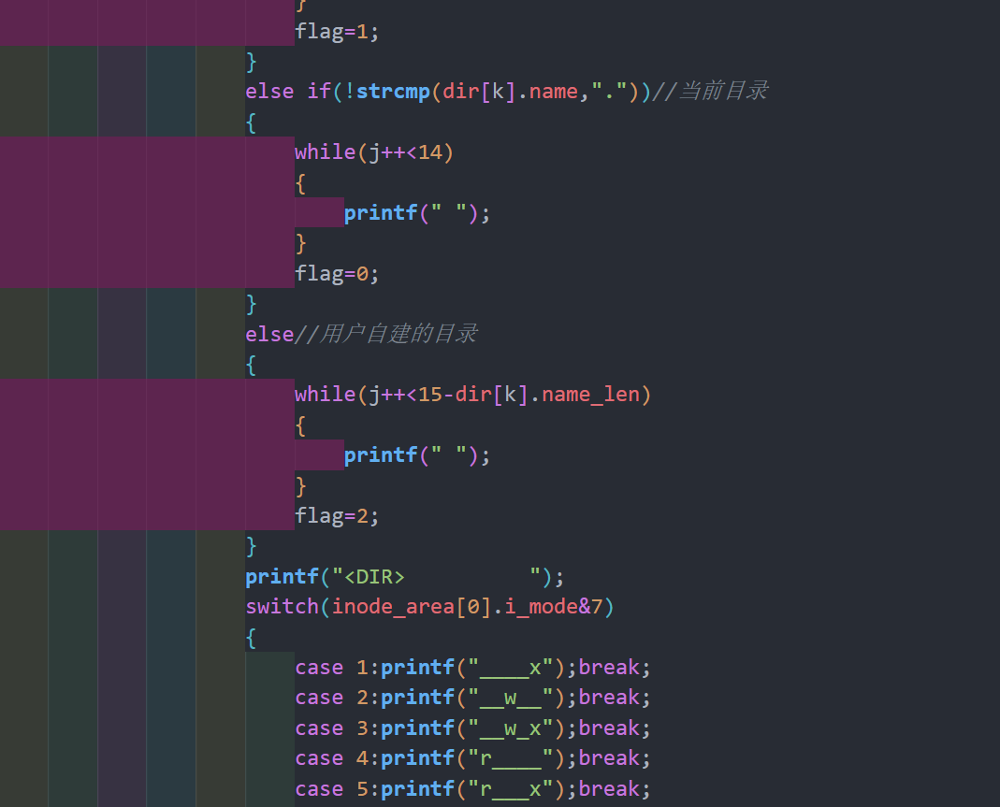 }
flag=1;
}
else if(!strcmp(dir[k].name,"."))//当前目录
{
while(j++<14)
{
printf(" ");
}
flag=0;
}
else//用户自建的目录
{
while(j++<15-dir[k].name_len)
{
printf(" ");
}
flag=2;
}
printf("<DIR>          ");
switch(inode_area[0].i_mode&7)
{
case 1:printf("____x");break;
case 2:printf("__w__");break;
case 3:printf("__w_x");break;
case 4:printf("r____");break;
case 5:printf("r___x");break;